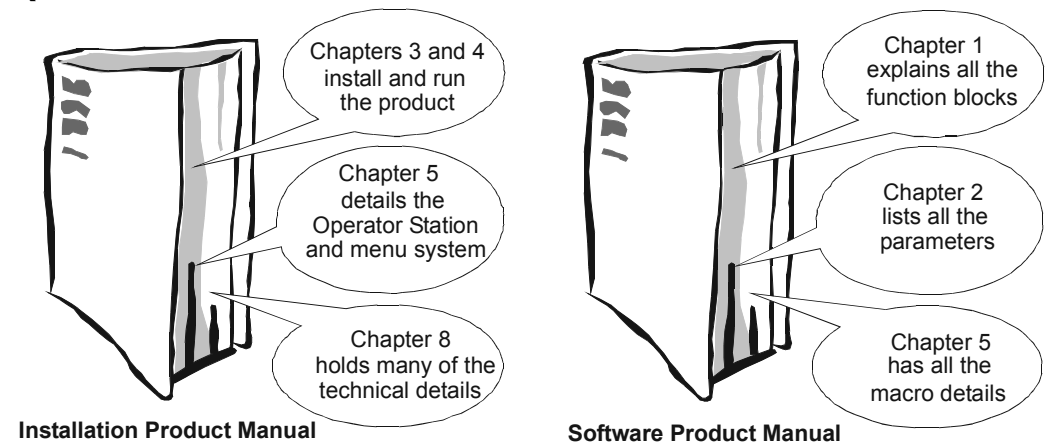 Chapters 3 and 4
install and run
the product
Chapter 5
details the
Operator Station
and menu system
Chapter 8
holds many of the
technical details
Installation Product Manual
Chapter 1
explains all the
function blocks
Chapter 2
lists all the
parameters
Chapter 5
has all the
macro details
Software Product Manual